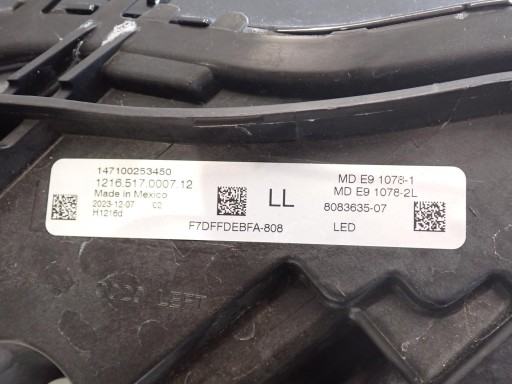 147100253450
1216.517.0007.12
Made in Mexico
2023-12-07 02
H1216d
LL
F7DFFDEBFA-808
MD E9 1078-1
MD E9 1078-2L
8083635-07
LED
LEFT